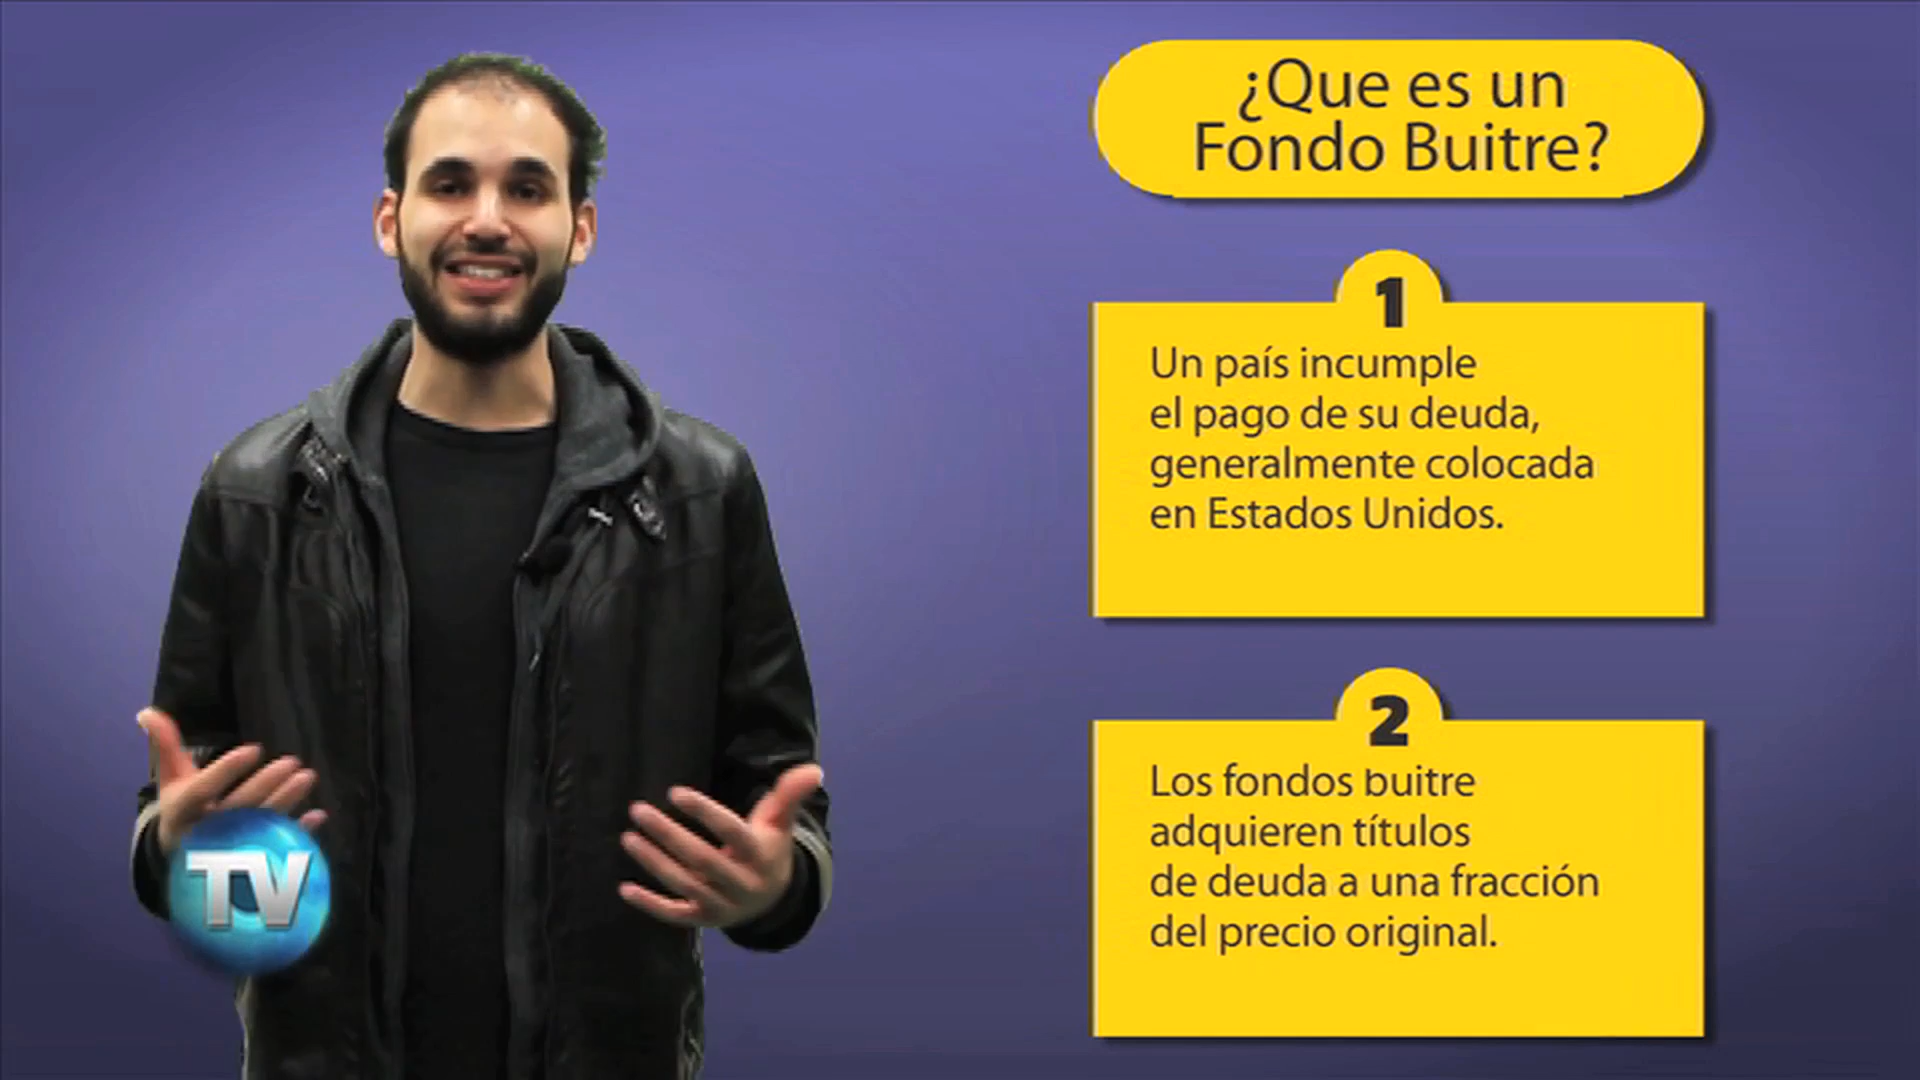 ¿Que es un
Fondo Buitre?
1
Un país incumple
el pago de su deuda,
generalmente colocada
en Estados Unidos.
2
Los fondos buitre
adquieren títulos
de deuda a una fracción
del precio original.
TV